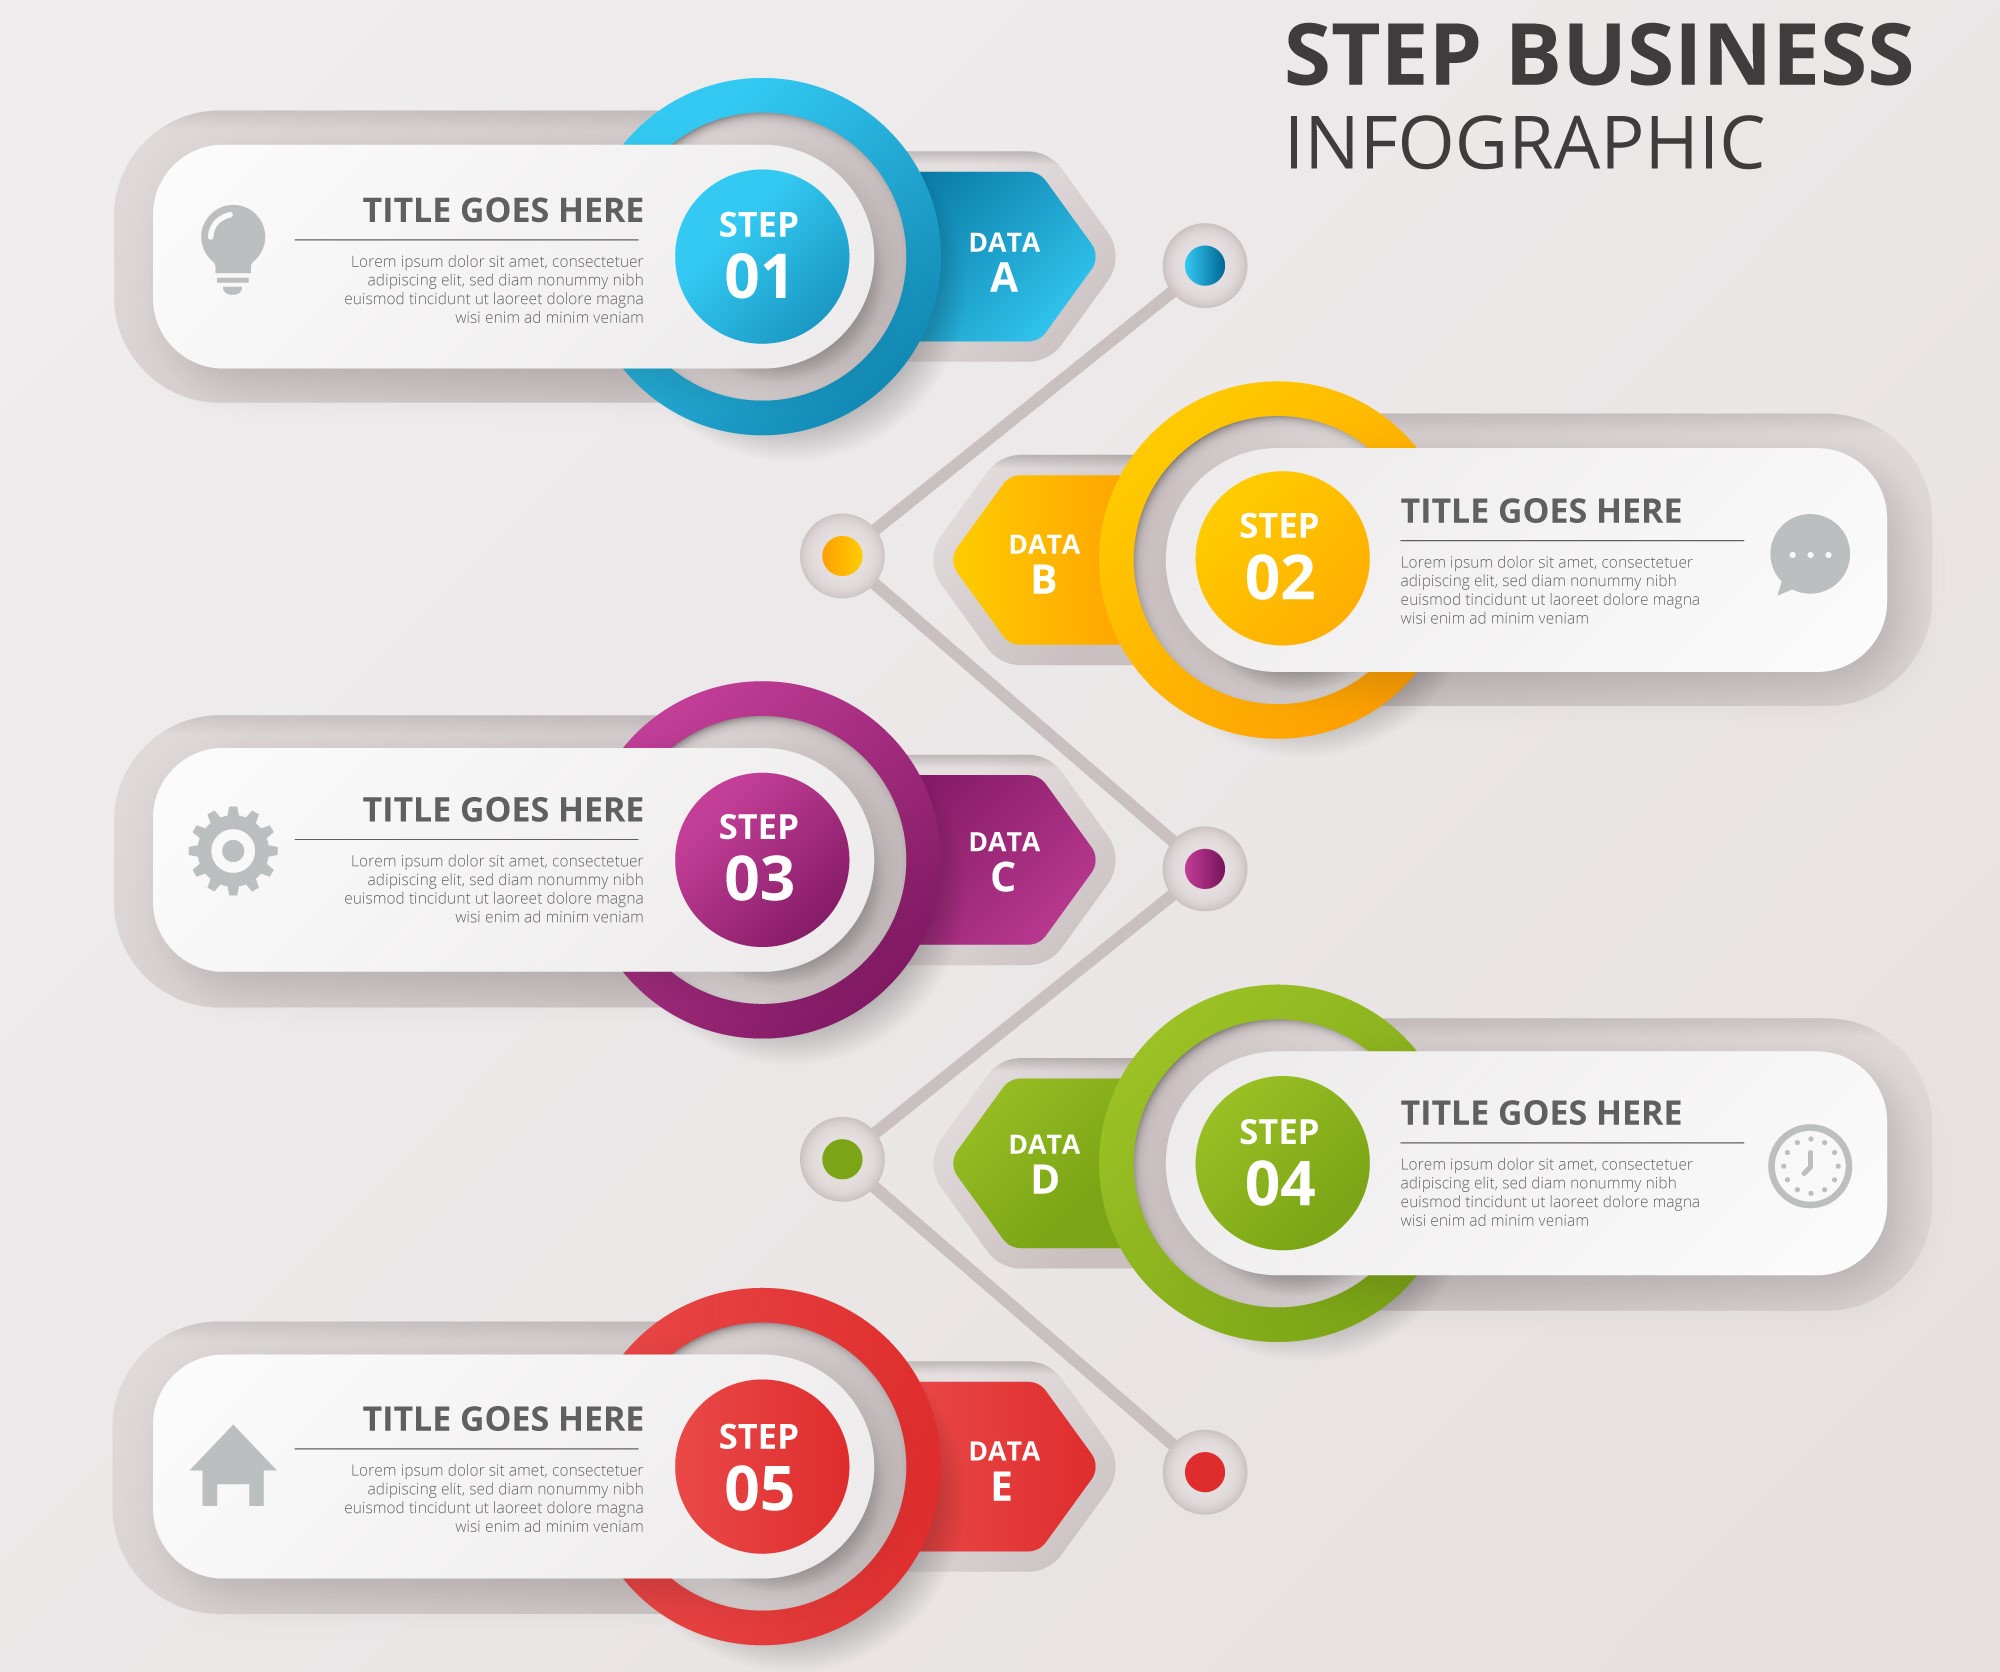 STEP BUSINESS
INFOGRAPHIC
TITLE GOES HERE
Lorem ipsum dolor sit amet, consectetuer
adipiscing elit, sed diam nonummy nibh
euismod tincidunt ut laoreet dolore magna
wisi enim ad minim veniam
STEP
01
DATA
A
DATA
B
STEP
02
TITLE GOES HERE
Lorem ipsum dolor sit amet, consectetuer
adipiscing elit, sed diam nonummy nibh
euismod tincidunt ut laoreet dolore magna
wisi enim ad minim veniam
TITLE GOES HERE
Lorem ipsum dolor sit amet, consectetuer
adipiscing elit, sed diam nonummy nibh
euismod tincidunt ut laoreet dolore magna
wisi enim ad minim veniam
STEP
03
DATA
C
DATA
D
STEP
04
TITLE GOES HERE
Lorem ipsum dolor sit amet, consectetuer
adipiscing elit, sed diam nonummy nibh
euismod tincidunt ut laoreet dolore magna
wisi enim ad minim veniam
TITLE GOES HERE
Lorem ipsum dolor sit amet, consectetuer
adipiscing elit, sed diam nonummy nibh
euismod tincidunt ut laoreet dolore magna
wisi enim ad minim veniam
STEP
05
DATA
E